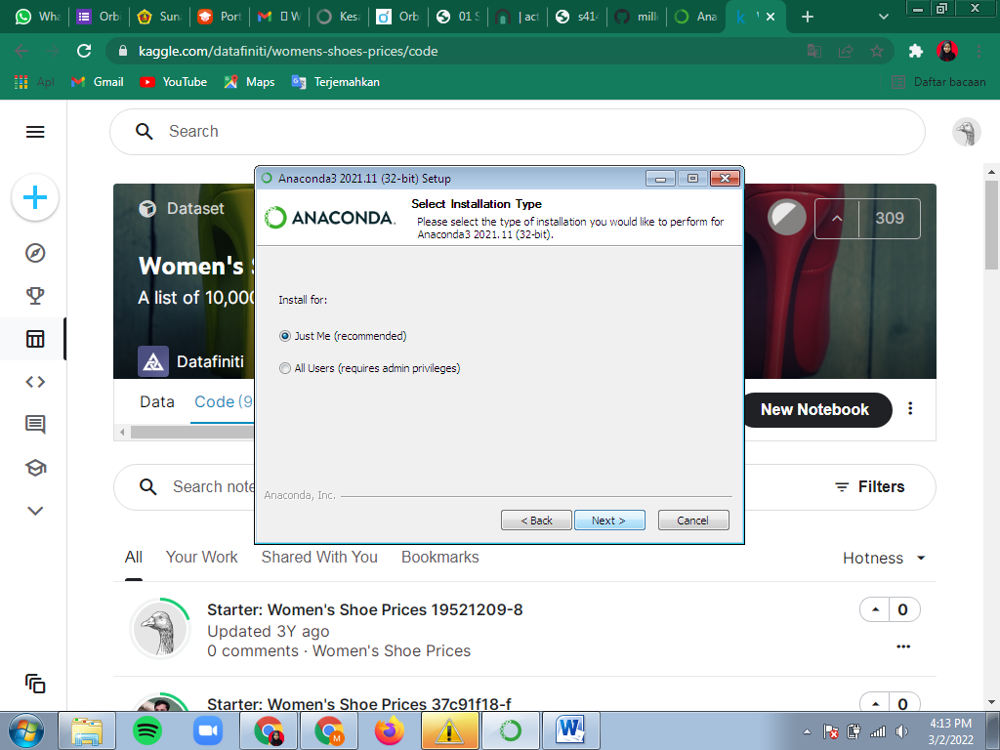 Wha
Orb
Suna
Port
W
Kesa
Orb
01 S
| act
s414
mille
Ana
kaggle.com/datafiniti/womens-shoes-prices/code
Apl
Gmail
YouTube
Maps
Terjemahkan
Daftar bacaan
Search
Anaconda3 2021.11 (32-bit) Setup
ANACONDA.
Select Installation Type
Please select the type of installation you would like to perform for
Anaconda3 2021.11 (32-bit).
Install for:
Just Me (recommended)
All Users (requires admin privileges)
Anaconda, Inc.
< Back
Next >
Cancel
Dataset
309
Women's
A list of 10,000
Datafiniti
Data
Code (9
New Notebook
Search note
Filters
All
Your Work
Shared With You
Bookmarks
Hotness
Starter: Women's Shoe Prices 19521209-8
0
Updated 3Y ago
0 comments · Women's Shoe Prices
Starter: Women's Shoe Prices 37c91f18-f
0
4:13 PM
3/2/2022